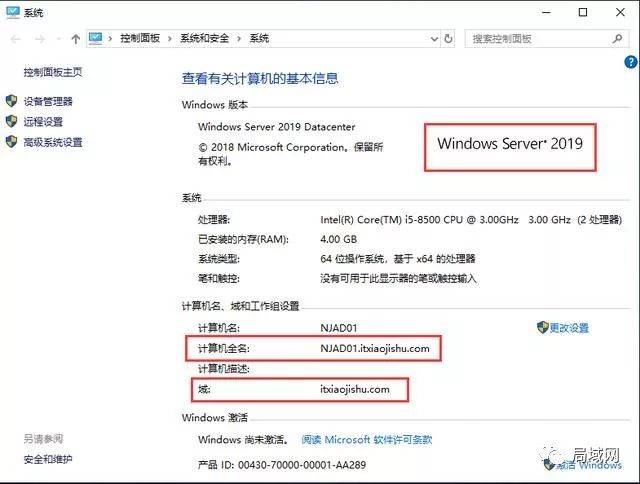 系统
控制面板 系统和安全 系统
搜索控制面板
控制面板主页
设备管理器
远程设置
高级系统设置
查看有关计算机的基本信息
Windows 版本
Windows Server 2019 Datacenter
© 2018 Microsoft Corporation。保留所
有权利。
Windows Server® 2019
系统
处理器: Intel(R) Core(TM) i5-8500 CPU @ 3.00GHz 3.00 GHz (2 处理器)
已安装的内存(RAM): 4.00 GB
系统类型: 64 位操作系统，基于 x64 的处理器
笔和触控: 没有可用于此显示器的笔或触控输入
计算机名、域和工作组设置
计算机名: NJAD01
更改设置
计算机全名: NJAD01.itxiaojishu.com
计算机描述:
域: itxiaojishu.com
Windows 激活
Windows 尚未激活。 阅读 Microsoft 软件许可条款
产品 ID: 00430-70000-00001-AA289
激活 Windows
另请参阅
安全和维护
局域网